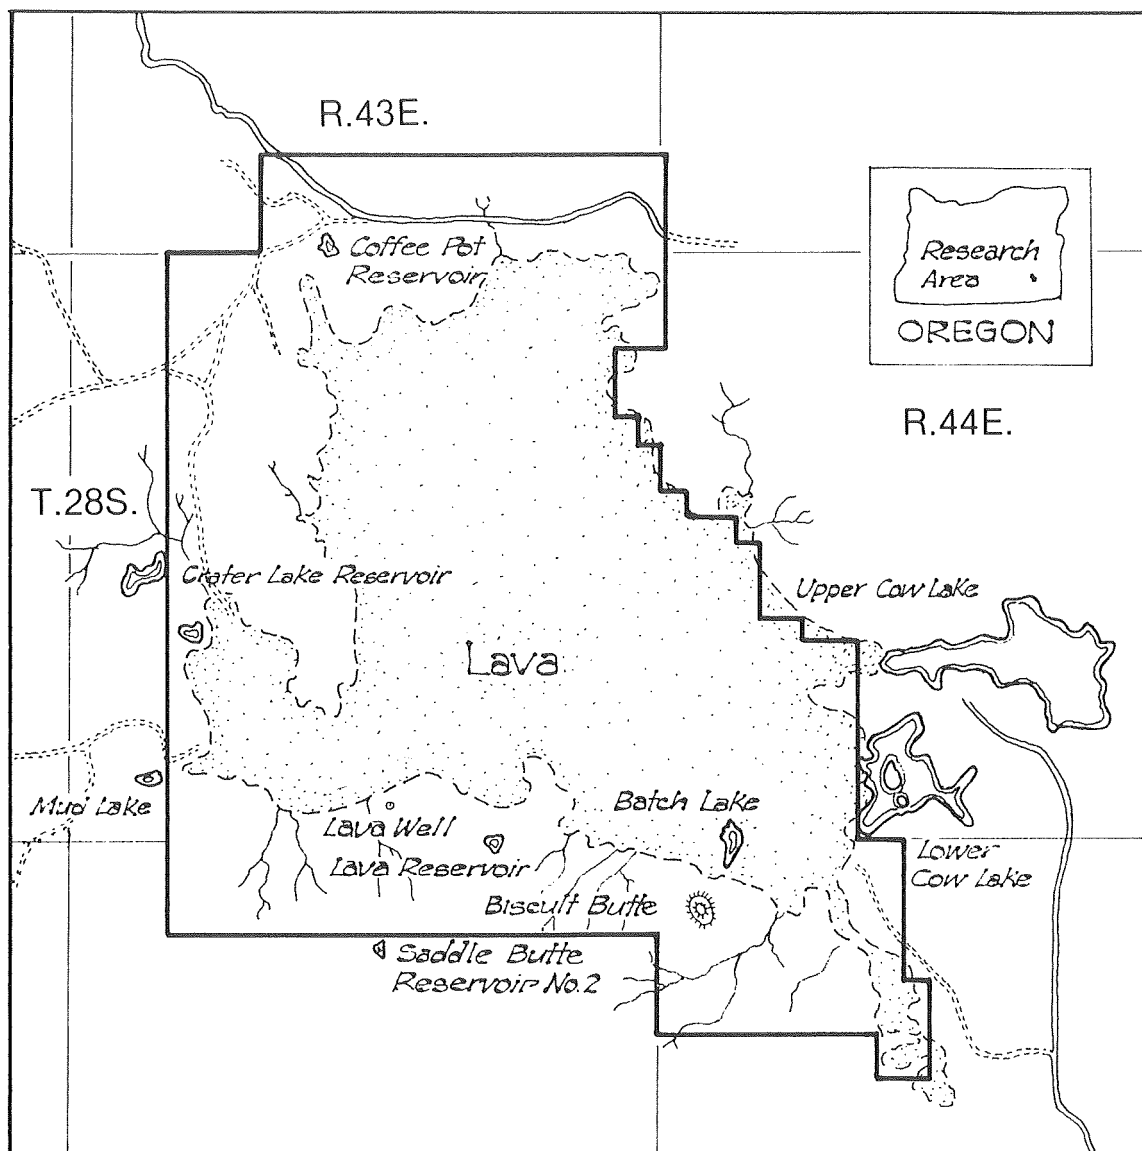 R.43E.
Coffee Pot
Reservoir
Research
Area
OREGON
R.44E.
T.28S.
Crater Lake Reservoir
Upper Cow Lake
Lava
Mud Lake
Batch Lake
Lava Well
Lava Reservoir
Lower
Cow Lake
Biscuit Butte
Saddle Butte
Reservoir No.2